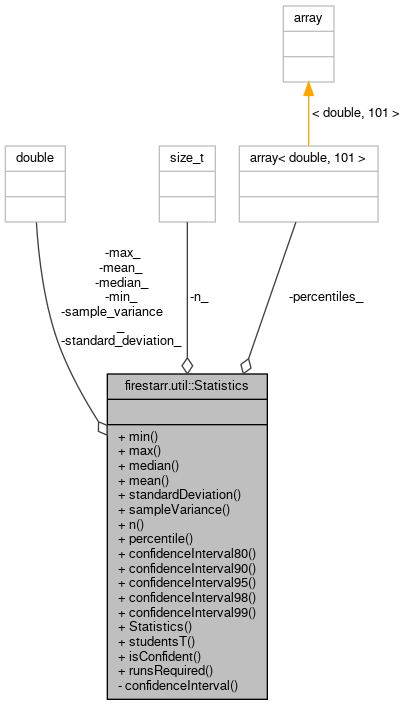 array
< double, 101 >
double
size_t
array< double, 101 >
-max_
-mean_
-median_
-min_
-sample_variance
_
-standard_deviation_
-n_
-percentiles_
firestarr.util::Statistics
+ min()
+ max()
+ median()
+ mean()
+ standardDeviation()
+ sampleVariance()
+ n()
+ percentile()
+ confidenceInterval80()
+ confidenceInterval90()
+ confidenceInterval95()
+ confidenceInterval98()
+ confidenceInterval99()
+ Statistics()
+ studentsT()
+ isConfident()
+ runsRequired()
- confidenceInterval()